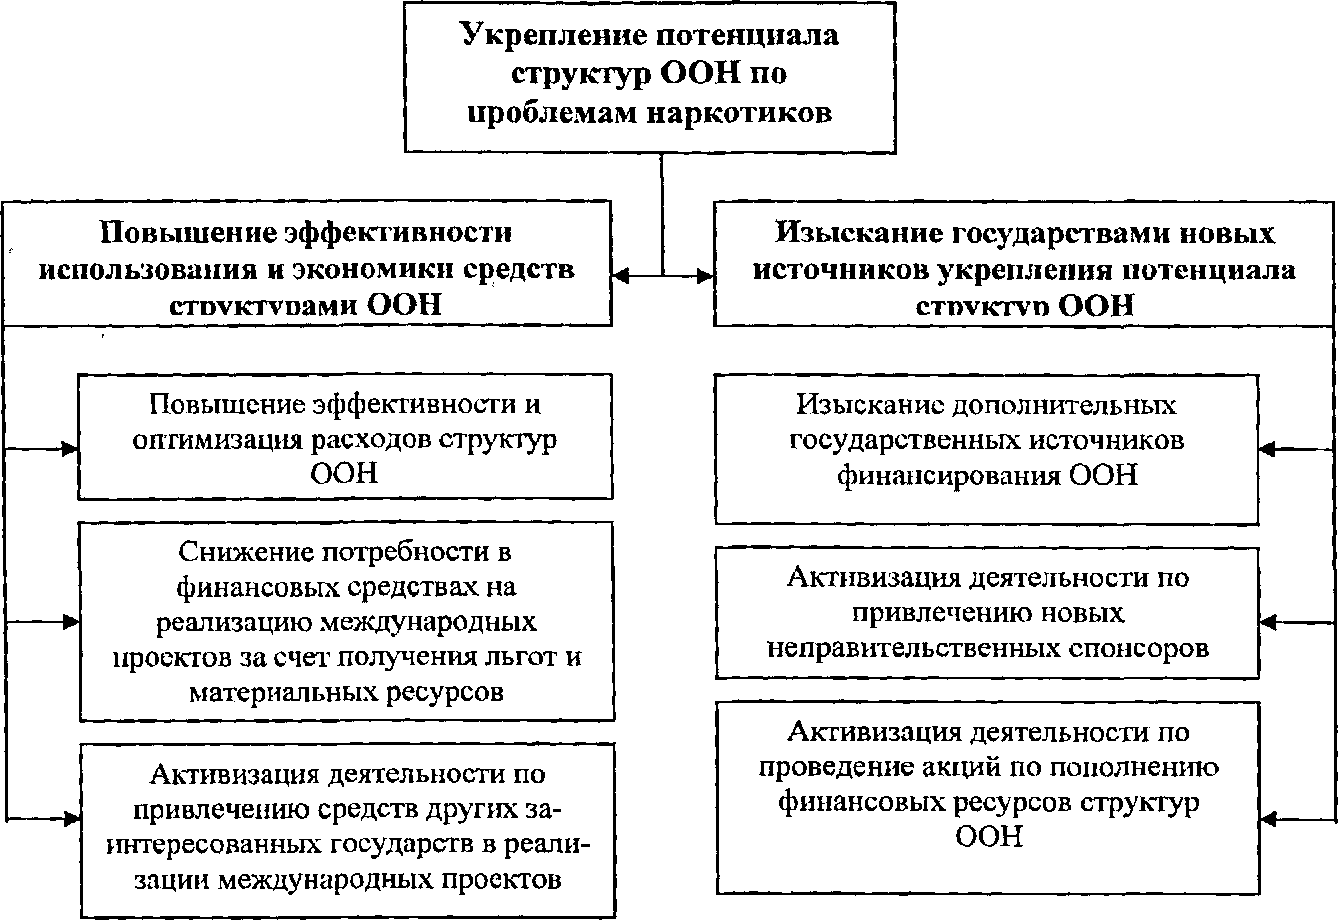 Укрепление потенциала
структур ООН по
проблемам наркотиков
Повышение эффективности
использования и экономики средств
структурами ООН
Изыскание государствами новых
источников укрепления потенциала
структур ООН
Повышение эффективности и
оптимизация расходов структур
ООН
Снижение потребности в
финансовых средствах на
реализацию международных
проектов за счет получения льгот и
материальных ресурсов
Активизация деятельности по
привлечению средств других за-
интересованных государств в реали-
зации международных проектов
Изыскание дополнительных
государственных источников
финансирования ООН
Активизация деятельности по
привлечению новых
неправительственных спонсоров
Активизация деятельности по
проведение акций по пополнению
финансовых ресурсов структур
ООН